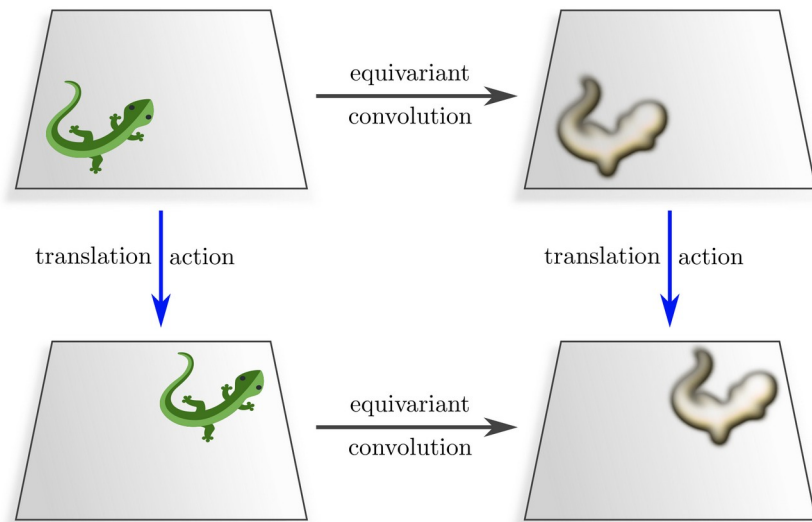 equivariant
convolution
translation action
translation action
equivariant
convolution